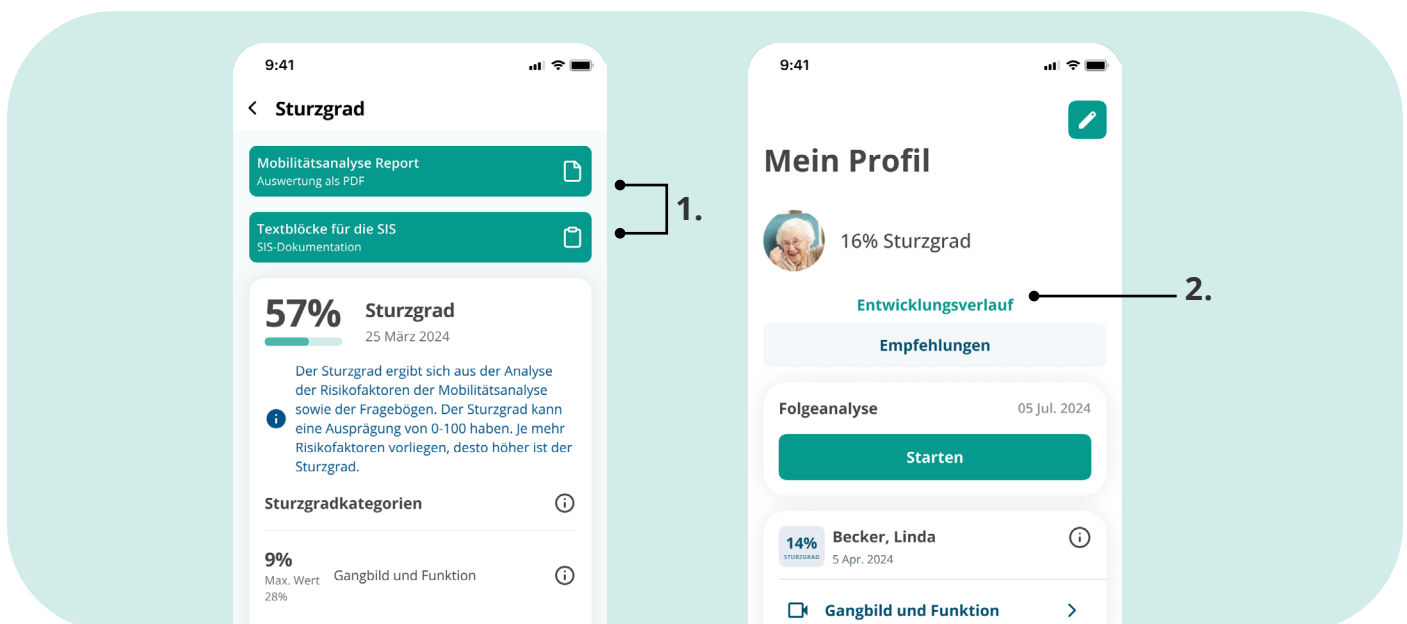 9:41
Sturzgrad
Mobilitätsanalyse Report
Auswertung als PDF
Textblöcke für die SIS
SIS-Dokumentation
1.
57%
Sturzgrad
25 März 2024
Der Sturzgrad ergibt sich aus der Analyse
der Risikofaktoren der Mobilitätsanalyse
sowie der Fragebögen. Der Sturzgrad kann
eine Ausprägung von 0-100 haben. Je mehr
Risikofaktoren vorliegen, desto höher ist der
Sturzgrad.
Sturzgradkategorien
9%
Max. Wert
28%
Gangbild und Funktion
9:41
Mein Profil
16% Sturzgrad
Entwicklungsverlauf
2.
Empfehlungen
Folgeanalyse
05 Jul. 2024
Starten
14%
STURZGRAD
Becker, Linda
5 Apr. 2024
Gangbild und Funktion